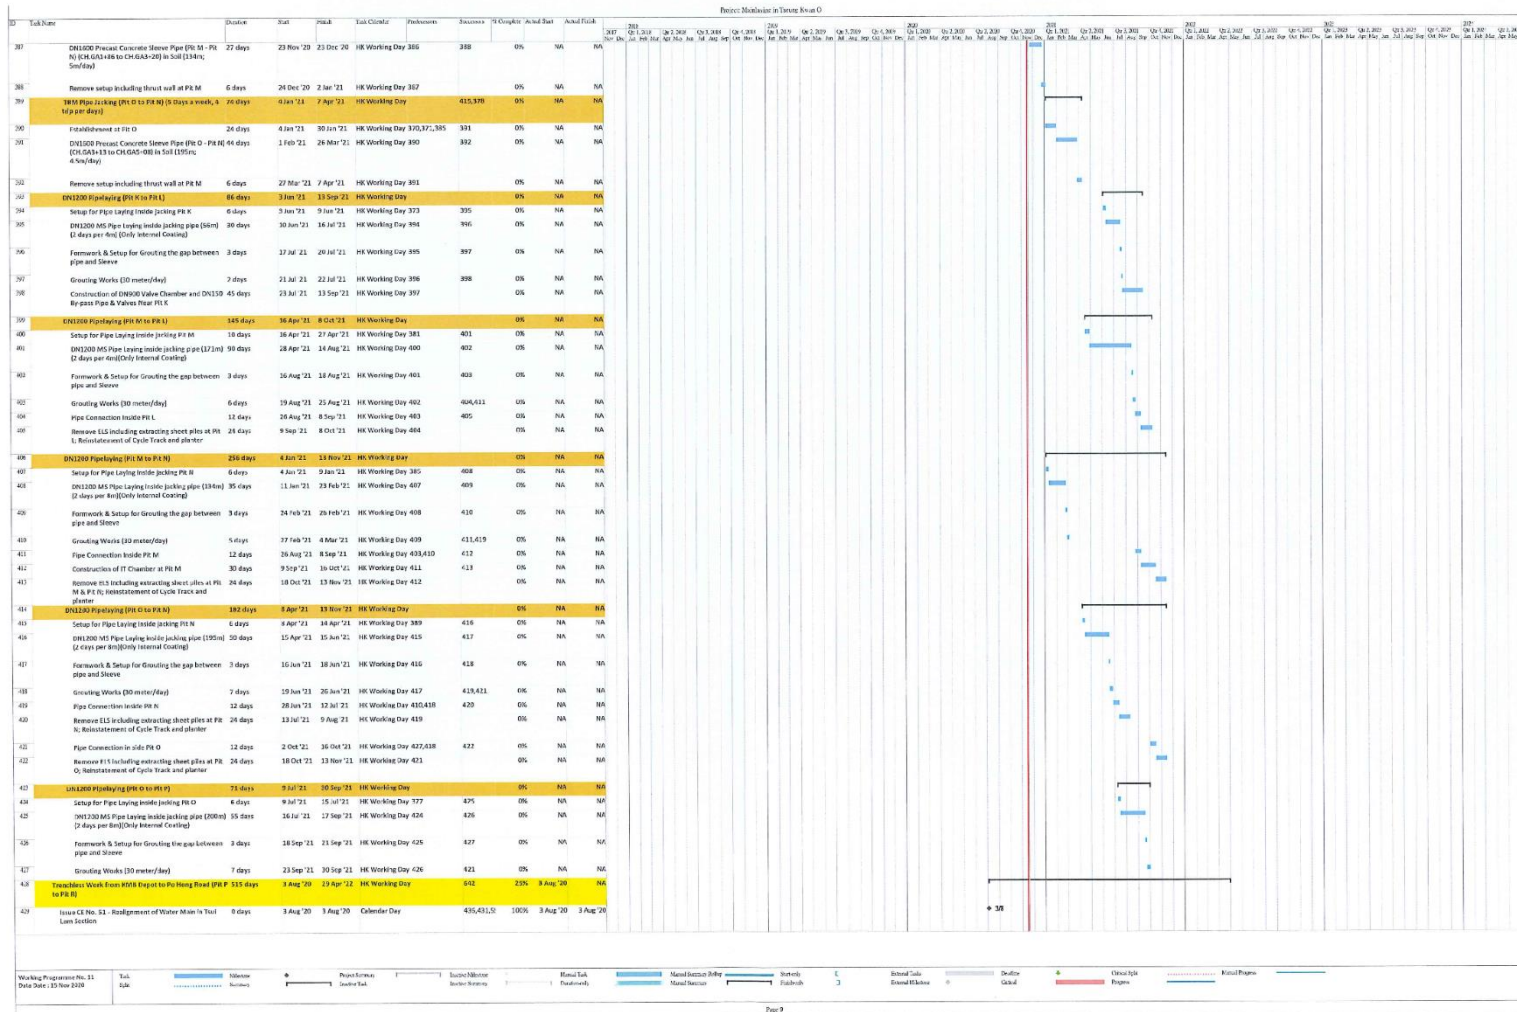 Project Mainlaying in Tseung Kwan O
ID Task Name Duration Start Finish Task Calendar Predecessors Successors % Complete Actual Start Actual Finish
2017 2018 2019 2020 2021 2022
387 DN1600 Precast Concrete Sleeve Pipe (Pit M - Pit 27 days 23 Nov '20 23 Dec '20 HK Working Day 386 388 0% NA NA
N) (CH.GA1+86 to CH.GA3+20) in Soil (134m;
5m/day)
388 Remove setup including thrust wall at Pit M 6 days 24 Dec '20 2 Jan '21 HK Working Day 387 0% NA NA
389 TBM Pipe Jacking (Pit O to Pit N) (5 Days a week, 4 74 days 4 Jan '21 7 Apr '21 HK Working Day 415,378 0% NA NA
390 Establishment at Pit O 24 days 4 Jan '21 30 Jan '21 HK Working Day 370,371,385 391 0% NA NA
391 DN1600 Precast Concrete Sleeve Pipe (Pit O - Pit N) 44 days 1 Feb '21 26 Mar '21 HK Working Day 390 392 0% NA NA
(CH.GA3+13 to CH.GA5+08) in Soil (195m;
4.5m/day)
392 Remove setup including thrust wall at Pit M 6 days 27 Mar '21 7 Apr '21 HK Working Day 391 0% NA NA
393 DN1200 Pipelaying (Pit K to Pit L) 86 days 3 Jun '21 13 Sep '21 HK Working Day 0% NA NA
394 Setup for Pipe Laying inside Jacking Pit K 6 days 3 Jun '21 9 Jun '21 HK Working Day 373 395 0% NA NA
395 DN1200 MS Pipe Laying inside jacking pipe (56m) 30 days 10 Jun '21 16 Jul '21 HK Working Day 394 396 0% NA NA
(2 days per 4m) (Only Internal Coating)
396 Formwork & Setup for Grouting the gap between 3 days 17 Jul '21 20 Jul '21 HK Working Day 395 397 0% NA NA
pipe and Sleeve
397 Grouting Works (30 meter/day) 2 days 21 Jul '21 22 Jul '21 HK Working Day 396 398 0% NA NA
398 Construction of DN900 Valve Chamber and DN150 45 days 23 Jul '21 13 Sep '21 HK Working Day 397 0% NA NA
By-pass Pipe & Valves Near Pit K
399 DN1200 Pipelaying (Pit M to Pit L) 145 days 16 Apr '21 8 Oct '21 HK Working Day 0% NA NA
400 Setup for Pipe Laying inside Jacking Pit M 10 days 16 Apr '21 27 Apr '21 HK Working Day 381 401 0% NA NA
401 DN1200 MS Pipe Laying inside jacking pipe (171m) 90 days 28 Apr '21 14 Aug '21 HK Working Day 400 402 0% NA NA
(2 days per 4m)(Only Internal Coating)
402 Formwork & Setup for Grouting the gap between 3 days 16 Aug '21 18 Aug '21 HK Working Day 401 403 0% NA NA
pipe and Sleeve
403 Grouting Works (30 meter/day) 6 days 19 Aug '21 25 Aug '21 HK Working Day 402 404,411 0% NA NA
404 Pipe Connection Inside Pit L 12 days 26 Aug '21 8 Sep '21 HK Working Day 403 405 0% NA NA
405 Remove ELS including extracting sheet piles at Pit 24 days 9 Sep '21 8 Oct '21 HK Working Day 404 0% NA NA
L; Reinstatement of Cycle Track and planter
406 DN1200 Pipelaying (Pit M to Pit N) 256 days 4 Jan '21 13 Nov '21 HK Working Day 0% NA NA
407 Setup for Pipe Laying inside Jacking Pit N 6 days 4 Jan '21 9 Jan '21 HK Working Day 385 408 0% NA NA
408 DN1200 MS Pipe Laying inside jacking pipe (134m) 35 days 11 Jan '21 23 Feb '21 HK Working Day 407 409 0% NA NA
(2 days per 8m)(Only Internal Coating)
409 Formwork & Setup for Grouting the gap between 3 days 24 Feb '21 26 Feb '21 HK Working Day 408 410 0% NA NA
pipe and Sleeve
410 Grouting Works (30 meter/day) 5 days 27 Feb '21 4 Mar '21 HK Working Day 409 411,419 0% NA NA
411 Pipe Connection Inside Pit M 12 days 26 Aug '21 8 Sep '21 HK Working Day 403,410 412 0% NA NA
412 Construction of IT Chamber at Pit M 30 days 9 Sep '21 16 Oct '21 HK Working Day 411 413 0% NA NA
413 Remove ELS including extracting sheet piles at Pit 24 days 18 Oct '21 13 Nov '21 HK Working Day 412 0% NA NA
M & Pit N; Reinstatement of Cycle Track and
planter
414 DN1200 Pipelaying (Pit O to Pit N) 182 days 8 Apr '21 13 Nov '21 HK Working Day 0% NA NA
415 Setup for Pipe Laying inside Jacking Pit N 6 days 8 Apr '21 14 Apr '21 HK Working Day 389 416 0% NA NA
416 DN1200 MS Pipe Laying inside jacking pipe (195m) 50 days 15 Apr '21 15 Jun '21 HK Working Day 415 417 0% NA NA
(2 days per 8m)(Only Internal Coating)
417 Formwork & Setup for Grouting the gap between 3 days 16 Jun '21 18 Jun '21 HK Working Day 416 418 0% NA NA
pipe and Sleeve
418 Grouting Works (30 meter/day) 7 days 19 Jun '21 26 Jun '21 HK Working Day 417 419,421 0% NA NA
419 Pipe Connection Inside Pit N 12 days 28 Jun '21 12 Jul '21 HK Working Day 410,418 420 0% NA NA
420 Remove ELS including extracting sheet piles at Pit 24 days 13 Jul '21 9 Aug '21 HK Working Day 419 0% NA NA
N; Reinstatement of Cycle Track and planter
421 Pipe Connection in side Pit O 12 days 2 Oct '21 16 Oct '21 HK Working Day 427,418 422 0% NA NA
422 Remove ELS including extracting sheet piles at Pit 24 days 18 Oct '21 13 Nov '21 HK Working Day 421 0% NA NA
O; Reinstatement of Cycle Track and planter
423 DN1200 Pipelaying (Pit O to Pit P) 71 days 9 Jul '21 30 Sep '21 HK Working Day 0% NA NA
424 Setup for Pipe Laying inside Jacking Pit O 6 days 9 Jul '21 15 Jul '21 HK Working Day 377 425 0% NA NA
425 DN1200 MS Pipe Laying inside jacking pipe (200m) 55 days 16 Jul '21 17 Sep '21 HK Working Day 424 426 0% NA NA
(2 days per 8m)(Only Internal Coating)
426 Formwork & Setup for Grouting the gap between 3 days 18 Sep '21 21 Sep '21 HK Working Day 425 427 0% NA NA
pipe and Sleeve
427 Grouting Works (30 meter/day) 7 days 23 Sep '21 30 Sep '21 HK Working Day 426 421 0% NA NA
428 Trenchless Work from KMB Depot to Po Hong Road (Pit P 515 days 3 Aug '20 29 Apr '22 HK Working Day 642 25% 3 Aug '20 NA
to Pit R)
429 Issue CE No. 51 - Realignment of Water Main in Tsui 0 days 3 Aug '20 3 Aug '20 Calendar Day 100% 3 Aug '20 3 Aug '20
Lam Section
3/8
Working Programme No. 11
Data Date : 15 Nov 2020
Task Milestone Project Summary Inactive Milestone Manual Task Manual Summary Rollup Start-only External Tasks Deadline Critical Split Manual Progress
Split Summary Inactive Task Inactive Summary Duration-only Manual Summary Finish-only External Milestone Critical Progress
Page 9